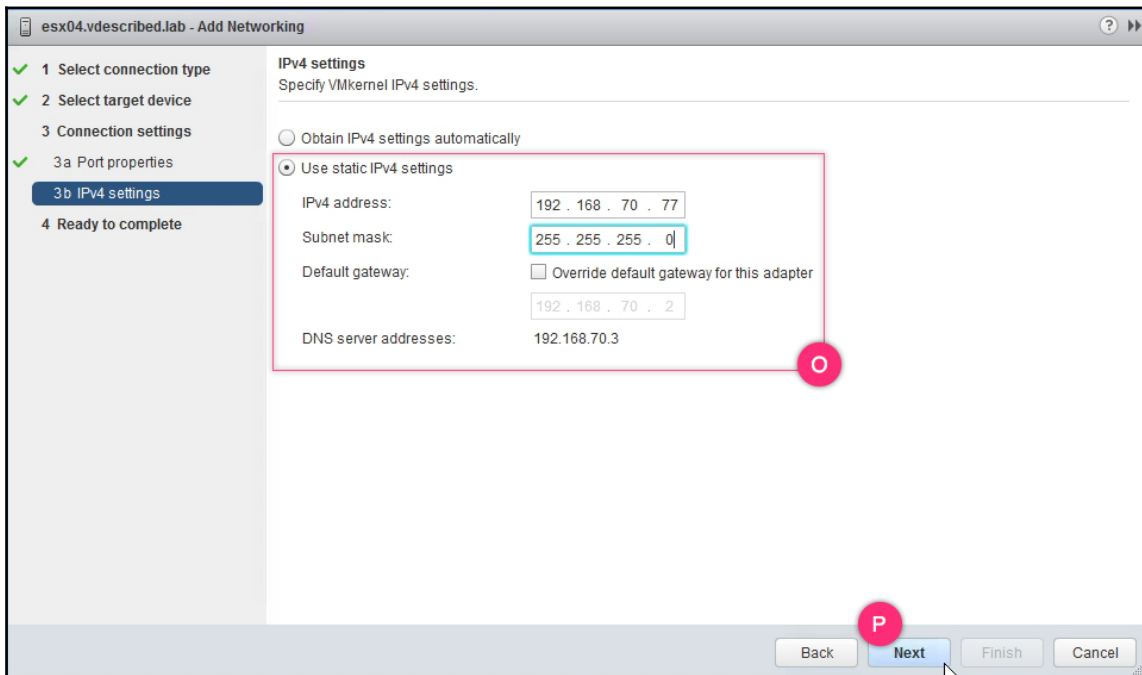 esx04.vdescribed.lab - Add Networking
?
1 Select connection type
2 Select target device
3 Connection settings
3a Port properties
3b IPv4 settings
4 Ready to complete
IPv4 settings
Specify VMkernel IPv4 settings.
Obtain IPv4 settings automatically
Use static IPv4 settings
IPv4 address: 192 . 168 . 70 . 77
Subnet mask: 255 . 255 . 255 . 0
Default gateway: Override default gateway for this adapter
192 . 168 . 70 . 2
DNS server addresses: 192.168.70.3
O
P
Back Next Finish Cancel